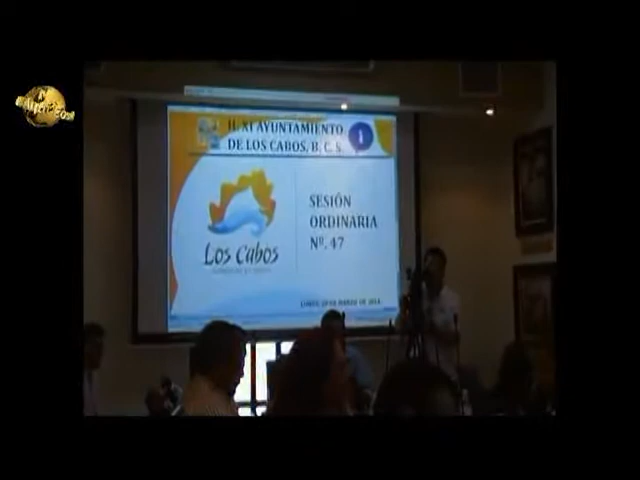 H. XI AYUNTAMIENTO
DE LOS CABOS, B. C. S.
Los Cabos
SESIÓN
ORDINARIA
Nº. 47